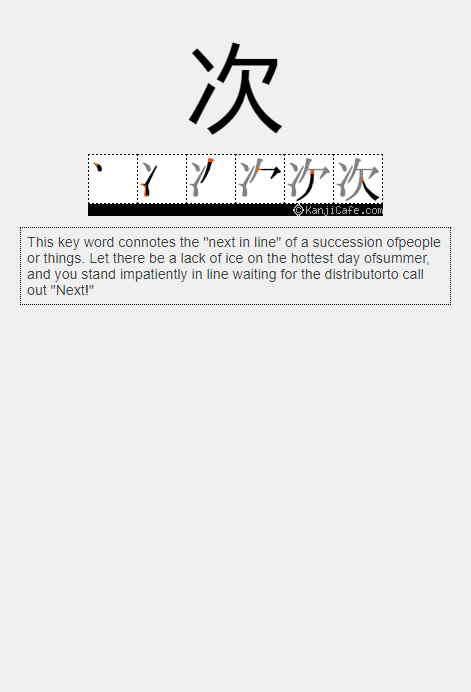 次
次
次
©KanjiCafe.com
This key word connotes the "next in line" of a succession ofpeople
or things. Let there be a lack of ice on the hottest day ofsummer,
and you stand impatiently in line waiting for the distributorto call
out "Next!"